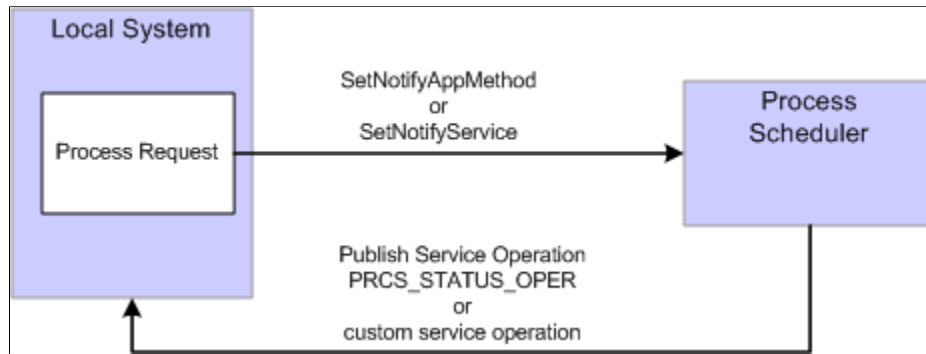 Local System
Process Request
SetNotifyAppMethod
or
SetNotifyService
Process
Scheduler
Publish Service Operation
PRCS_STATUS_OPER
or
custom service operation